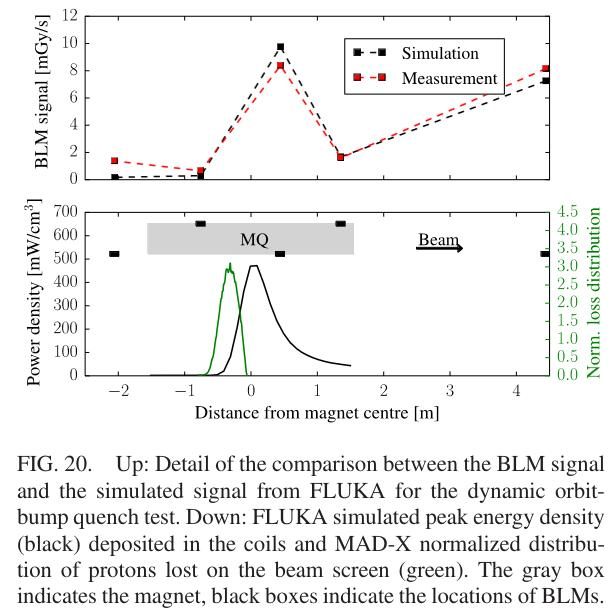 12
10
8
6
4
2
0
BLM signal [mGy/s]
Simulation
Measurement
700
600
500
400
300
200
100
0
Power density [mW/cm³]
MQ
Beam
4.5
4.0
3.5
3.0
2.5
2.0
1.5
1.0
0.5
0.0
Norm. loss distribution
−2 −1 0 1 2 3 4
Distance from magnet centre [m]
FIG. 20. Up: Detail of the comparison between the BLM signal
and the simulated signal from FLUKA for the dynamic orbit-
bump quench test. Down: FLUKA simulated peak energy density
(black) deposited in the coils and MAD-X normalized distribu-
tion of protons lost on the beam screen (green). The gray box
indicates the magnet, black boxes indicate the locations of BLMs.